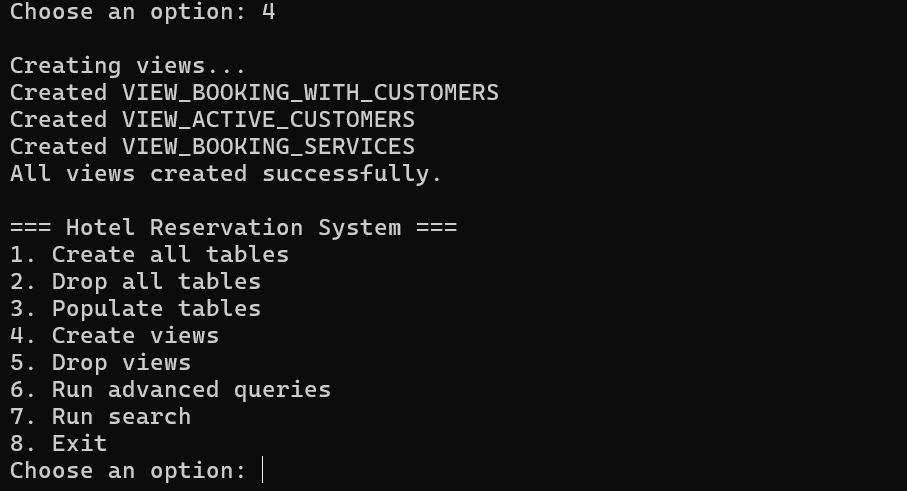 Choose an option: 4
Creating views...
Created VIEW_BOOKING_WITH_CUSTOMERS
Created VIEW_ACTIVE_CUSTOMERS
Created VIEW_BOOKING_SERVICES
All views created successfully.
=== Hotel Reservation System ===
1. Create all tables
2. Drop all tables
3. Populate tables
4. Create views
5. Drop views
6. Run advanced queries
7. Run search
8. Exit
Choose an option: